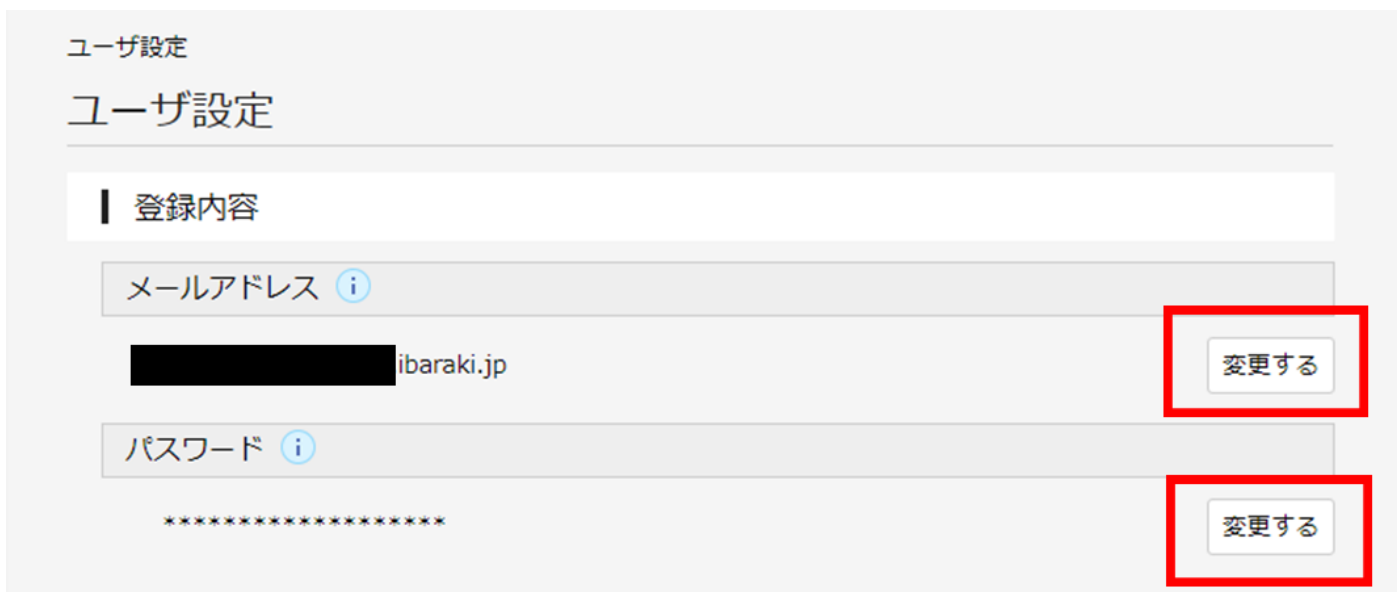 ユーザ設定
ユーザ設定
登録内容
メールアドレス i
ibaraki.jp
変更する
パスワード i
*******************
変更する